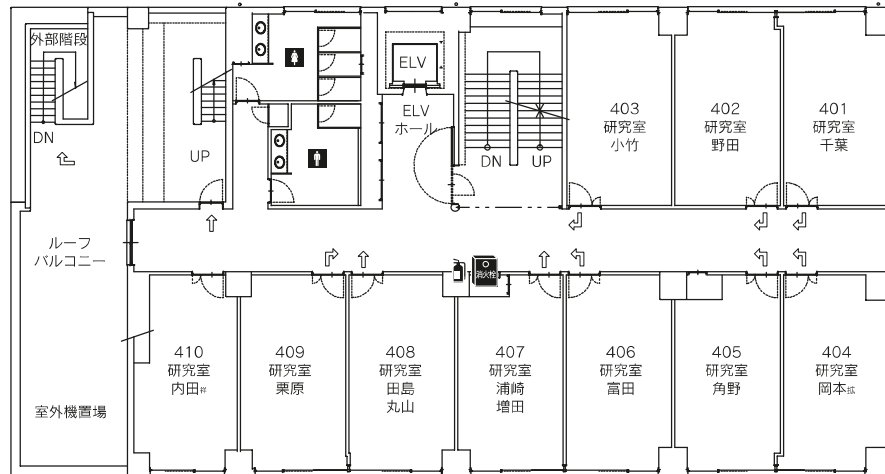 外部階段
DN
UP
ELV
ELV
ホール
DN
UP
403
研究室
小竹
402
研究室
野田
401
研究室
千葉
ルーフ
バルコニー
消火栓
室外機置場
410
研究室
内田祥
409
研究室
栗原
408
研究室
田島
丸山
407
研究室
浦崎
増田
406
研究室
富田
405
研究室
角野
404
研究室
岡本拡